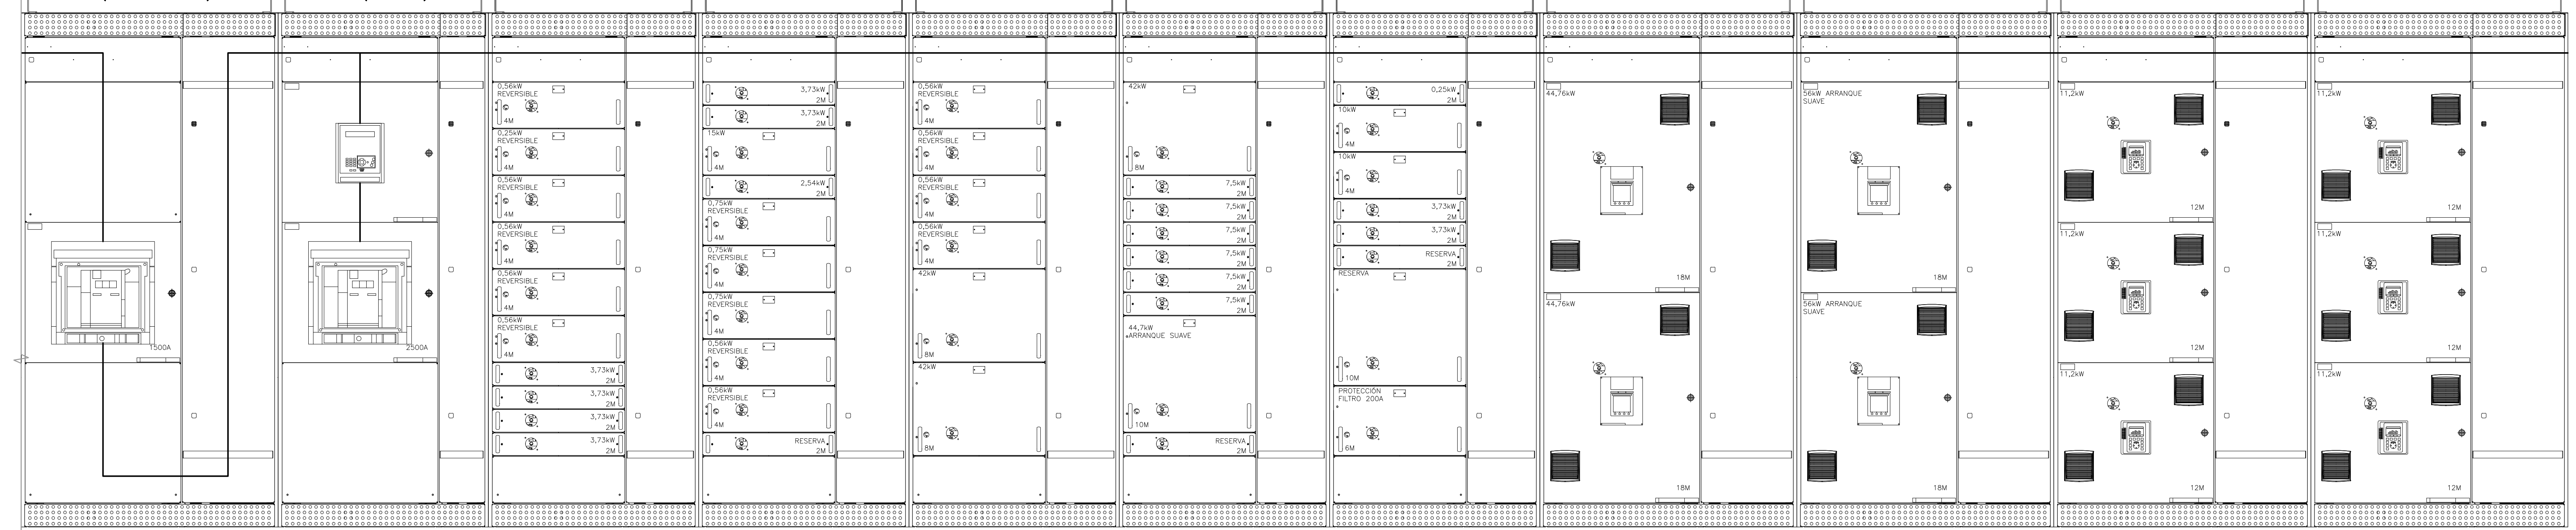 1500A
2500A
0,56kW
REVERSIBLE
4M
0,25kW
REVERSIBLE
4M
0,56kW
REVERSIBLE
4M
0,56kW
REVERSIBLE
4M
0,56kW
REVERSIBLE
4M
0,56kW
REVERSIBLE
4M
3,73kW
2M
3,73kW
2M
3,73kW
2M
3,73kW
2M
3,73kW
2M
3,73kW
2M
15kW
4M
2,54kW
2M
0,75kW
REVERSIBLE
4M
0,75kW
REVERSIBLE
4M
0,75kW
REVERSIBLE
4M
0,56kW
REVERSIBLE
4M
0,56kW
REVERSIBLE
4M
RESERVA
2M
0,56kW
REVERSIBLE
4M
0,56kW
REVERSIBLE
4M
0,56kW
REVERSIBLE
4M
0,56kW
REVERSIBLE
4M
42kW
8M
42kW
8M
42kW
8M
7,5kW
2M
7,5kW
2M
7,5kW
2M
7,5kW
2M
7,5kW
2M
7,5kW
2M
44,7kW
ARRANQUE SUAVE
10M
RESERVA
2M
0,25kW
2M
10kW
4M
10kW
4M
3,73kW
2M
3,73kW
2M
RESERVA
2M
RESERVA
10M
PROTECCIÓN
FILTRO 200A
6M
44,76kW
18M
44,76kW
18M
56kW ARRANQUE
SUAVE
18M
56kW ARRANQUE
SUAVE
18M
11,2kW
12M
11,2kW
12M
11,2kW
12M
11,2kW
12M
11,2kW
12M
11,2kW
12M